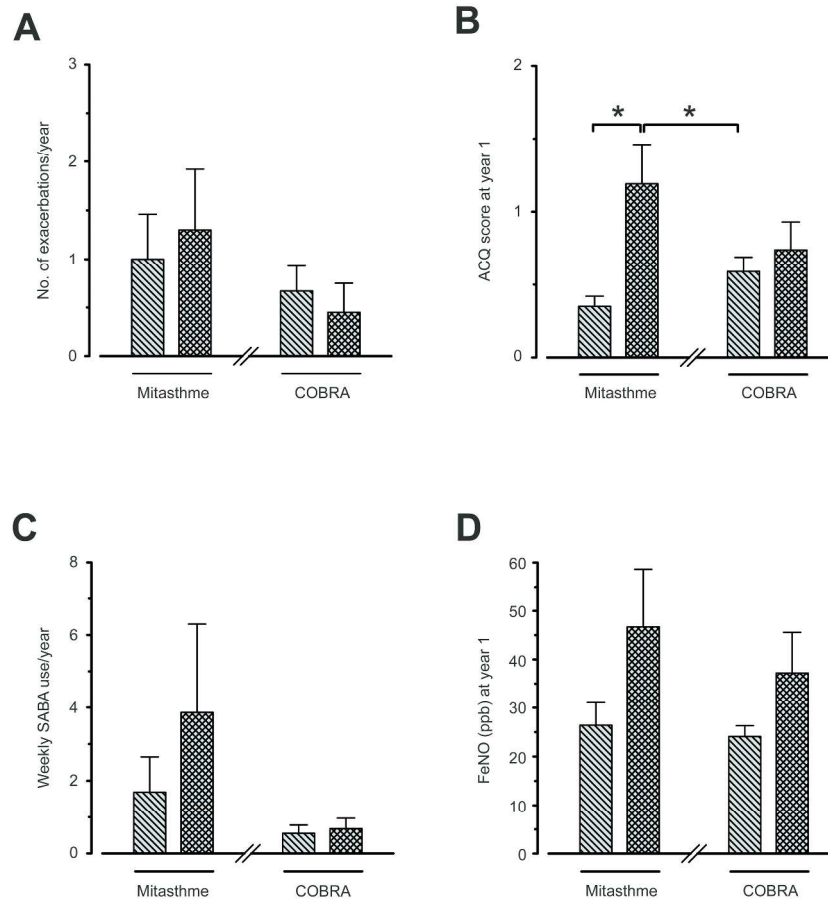 A
No. of exacerbations/year
3
2
1
0
Mitasthme
COBRA
B
ACQ score at year 1
2
1
0
*
*
Mitasthme
COBRA
C
Weekly SABA use/year
8
6
4
2
0
Mitasthme
COBRA
D
FeNO (ppb) at year 1
60
50
40
30
20
10
0
Mitasthme
COBRA